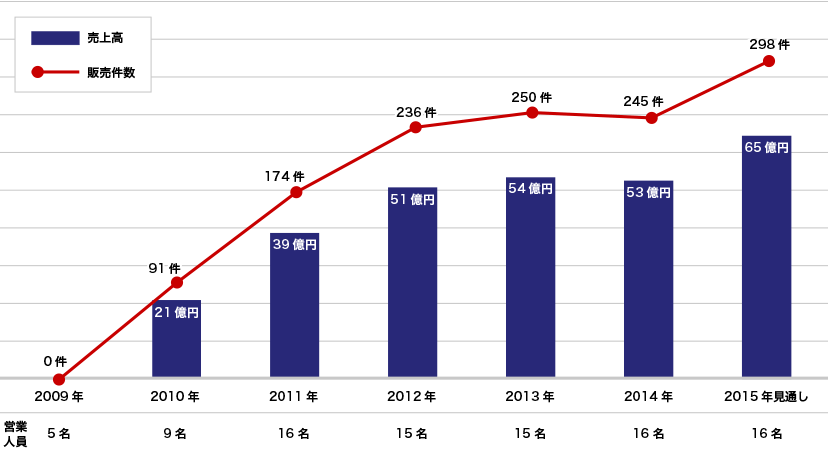 売上高
販売件数
0 件
91 件
174 件
236 件
250 件
245 件
298 件
21 億円
39 億円
51 億円
54 億円
53 億円
65 億円
2009 年 2010 年 2011 年 2012 年 2013 年 2014 年 2015 年見通し
営業
人員
5 名 9 名 16 名 15 名 15 名 16 名 16 名